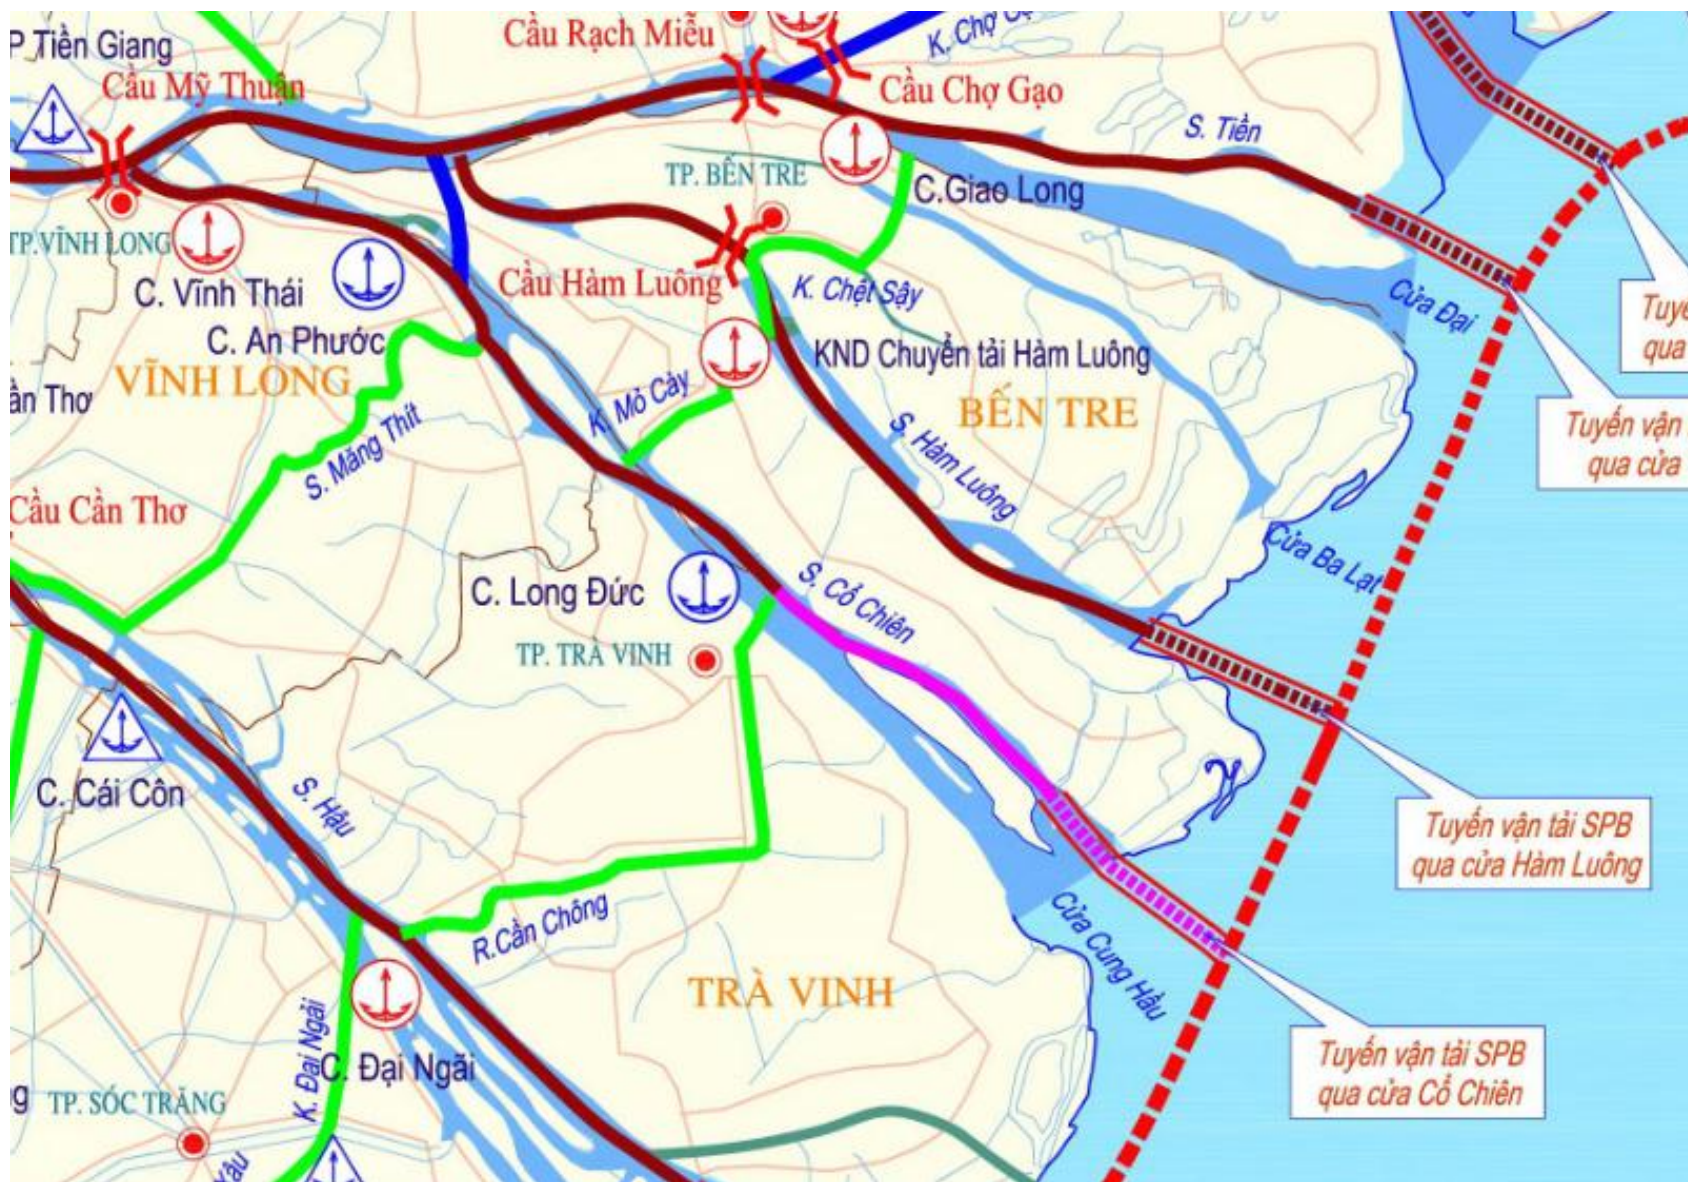 P Tiền Giang
Cầu Mỹ Thuận
Cầu Rạch Miễu
K. Chợ
Cầu Chợ Gạo
S. Tiền
TP. BẾN TRE
C.Giao Long
TP.VĨNH LONG
C. Vĩnh Thái
Cầu Hàm Luông
K. Chẹt Sậy
Cửa Đại
Tuyế
qua
C. An Phước
VĨNH LONG
KND Chuyển tải Hàm Luông
ần Thơ
K. Mỏ Cày
BẾN TRE
Tuyến vận
qua cửa
S. Măng Thít
S. Hàm Luông
Cầu Cần Thơ
Cửa Ba Lạt
C. Long Đức
S. Cổ Chiên
TP. TRÀ VINH
C. Cái Côn
S. Hậu
Tuyến vận tải SPB
qua cửa Hàm Luông
R.Cần Chông
Cửa Cung Hầu
TRÀ VINH
K. Đại Ngải
C. Đại Ngãi
Tuyến vận tải SPB
qua cửa Cổ Chiên
g
TP. SÓC TRĂNG